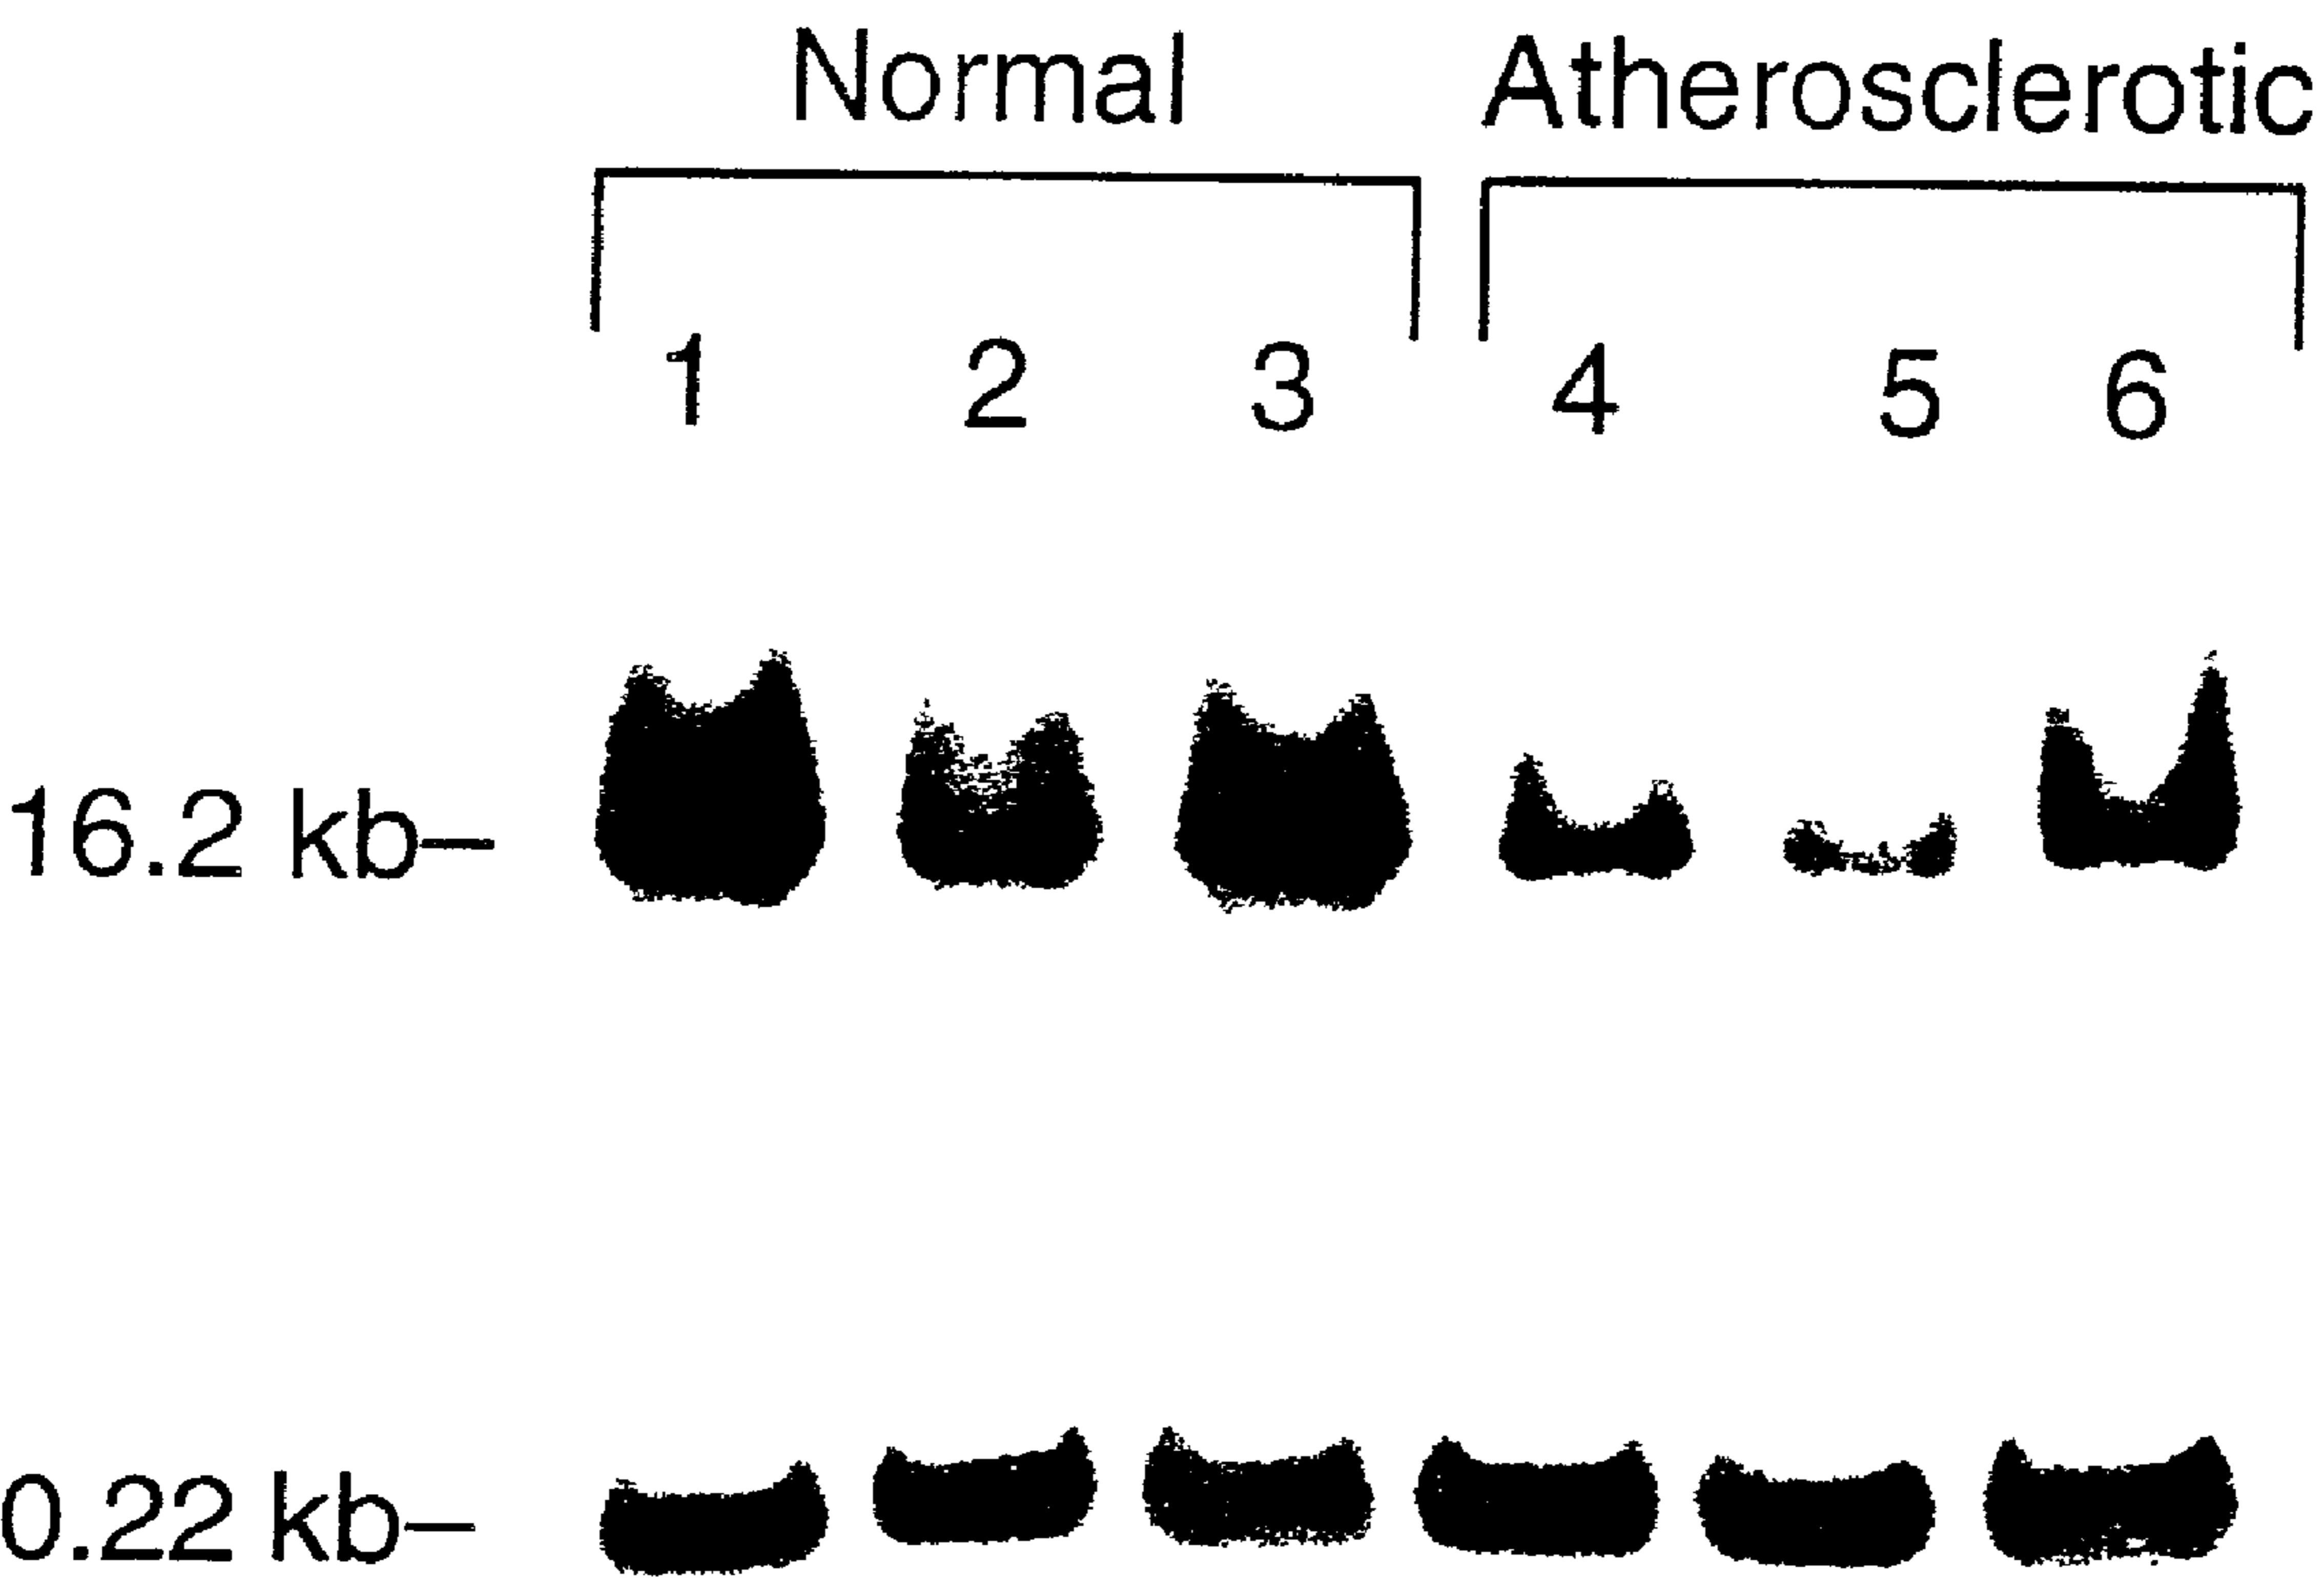 Normal Atherosclerotic
1 2 3 4 5 6
16.2 kb–
0.22 kb–